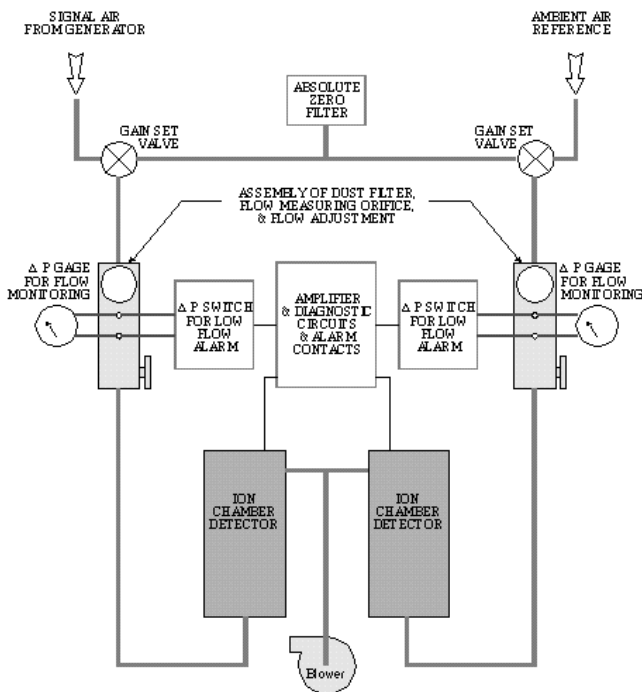 SIGNAL AIR
FROM GENERATOR
AMBIENT AIR
REFERENCE
ABSOLUTE
ZERO
FILTER
GAIN SET
VALVE
GAIN SET
VALVE
ASSEMBLY OF DUST FILTER,
FLOW MEASURING ORIFICE,
& FLOW ADJUSTMENT
Δ P GAGE
FOR FLOW
MONITORING
Δ P SWITCH
FOR LOW
FLOW
ALARM
AMPLIFIER
& DIAGNOSTIC
CIRCUITS
& ALARM
CONTACTS
Δ P SWITCH
FOR LOW
FLOW
ALARM
Δ P GAGE
FOR FLOW
MONITORING
ION
CHAMBER
DETECTOR
ION
CHAMBER
DETECTOR
Blower